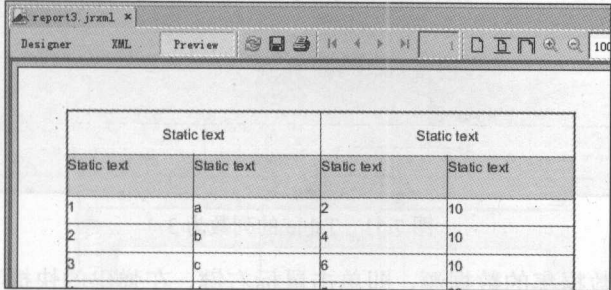 report3.jrxml ×
Designer XML Preview 1 100
Static text Static text
Static text Static text Static text Static text
1 a 2 10
2 b 4 10
3 c 6 10